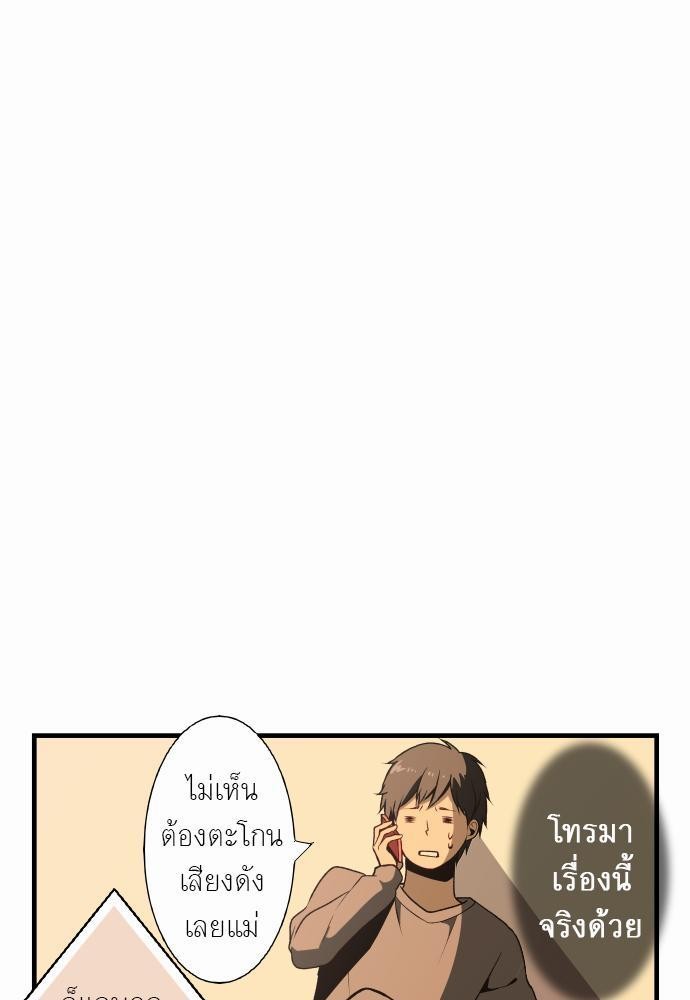 ไม่เห็น
ต้องตะโกน
เสียงดัง
เลยแม่
โทรมา
เรื่องนี้
จริงด้วย